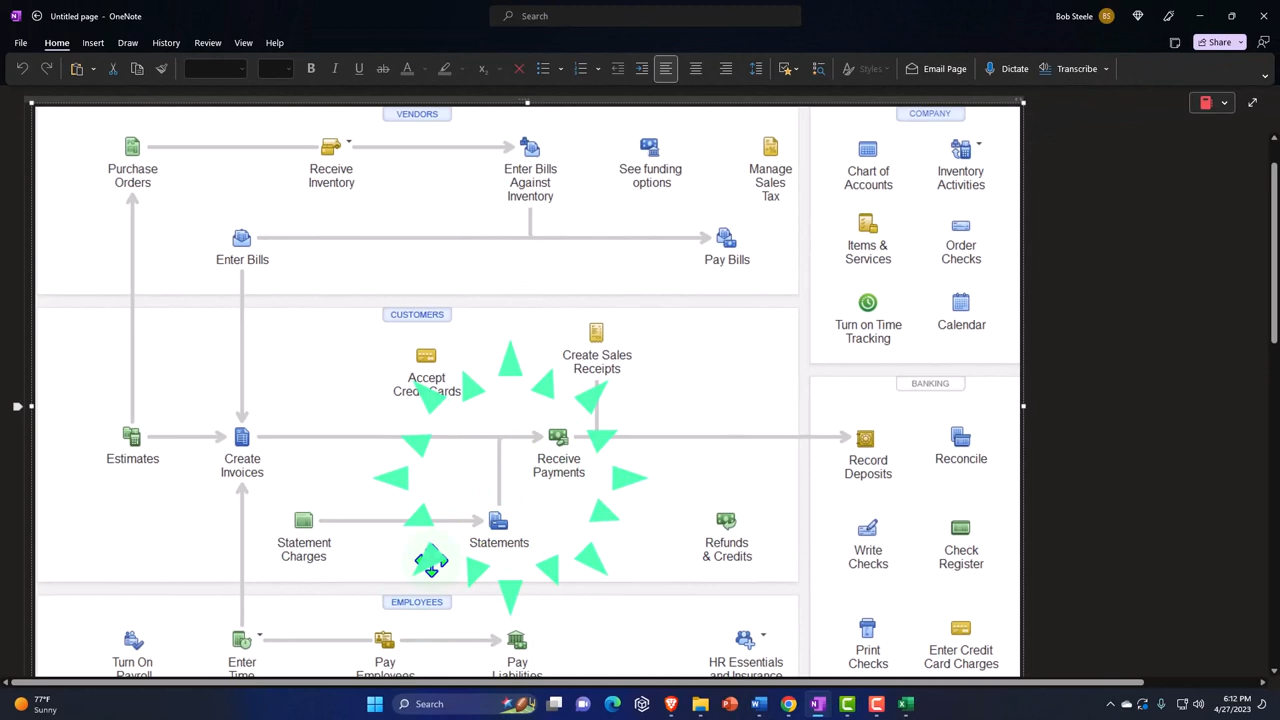 Untitled page - OneNote
Search
Bob Steele
BS
File
Home
Insert
Draw
History
Review
View
Help
Share
Styles
Email Page
Dictate
Transcribe
VENDORS
Purchase
Orders
Receive
Inventory
Enter Bills
Against
Inventory
See funding
options
Manage
Sales
Tax
Enter Bills
Pay Bills
CUSTOMERS
Accept
Credit Cards
Create Sales
Receipts
Estimates
Create
Invoices
Receive
Payments
Statement
Charges
Statements
Refunds
& Credits
EMPLOYEES
Turn On
Payroll
Enter
Time
Pay
Employees
Pay
Liabilities
HR Essentials
and Insurance
COMPANY
Chart of
Accounts
Inventory
Activities
Items &
Services
Order
Checks
Turn on Time
Tracking
Calendar
BANKING
Record
Deposits
Reconcile
Write
Checks
Check
Register
Print
Checks
Enter Credit
Card Charges
77°F
Sunny
Search
6:12 PM
4/27/2023